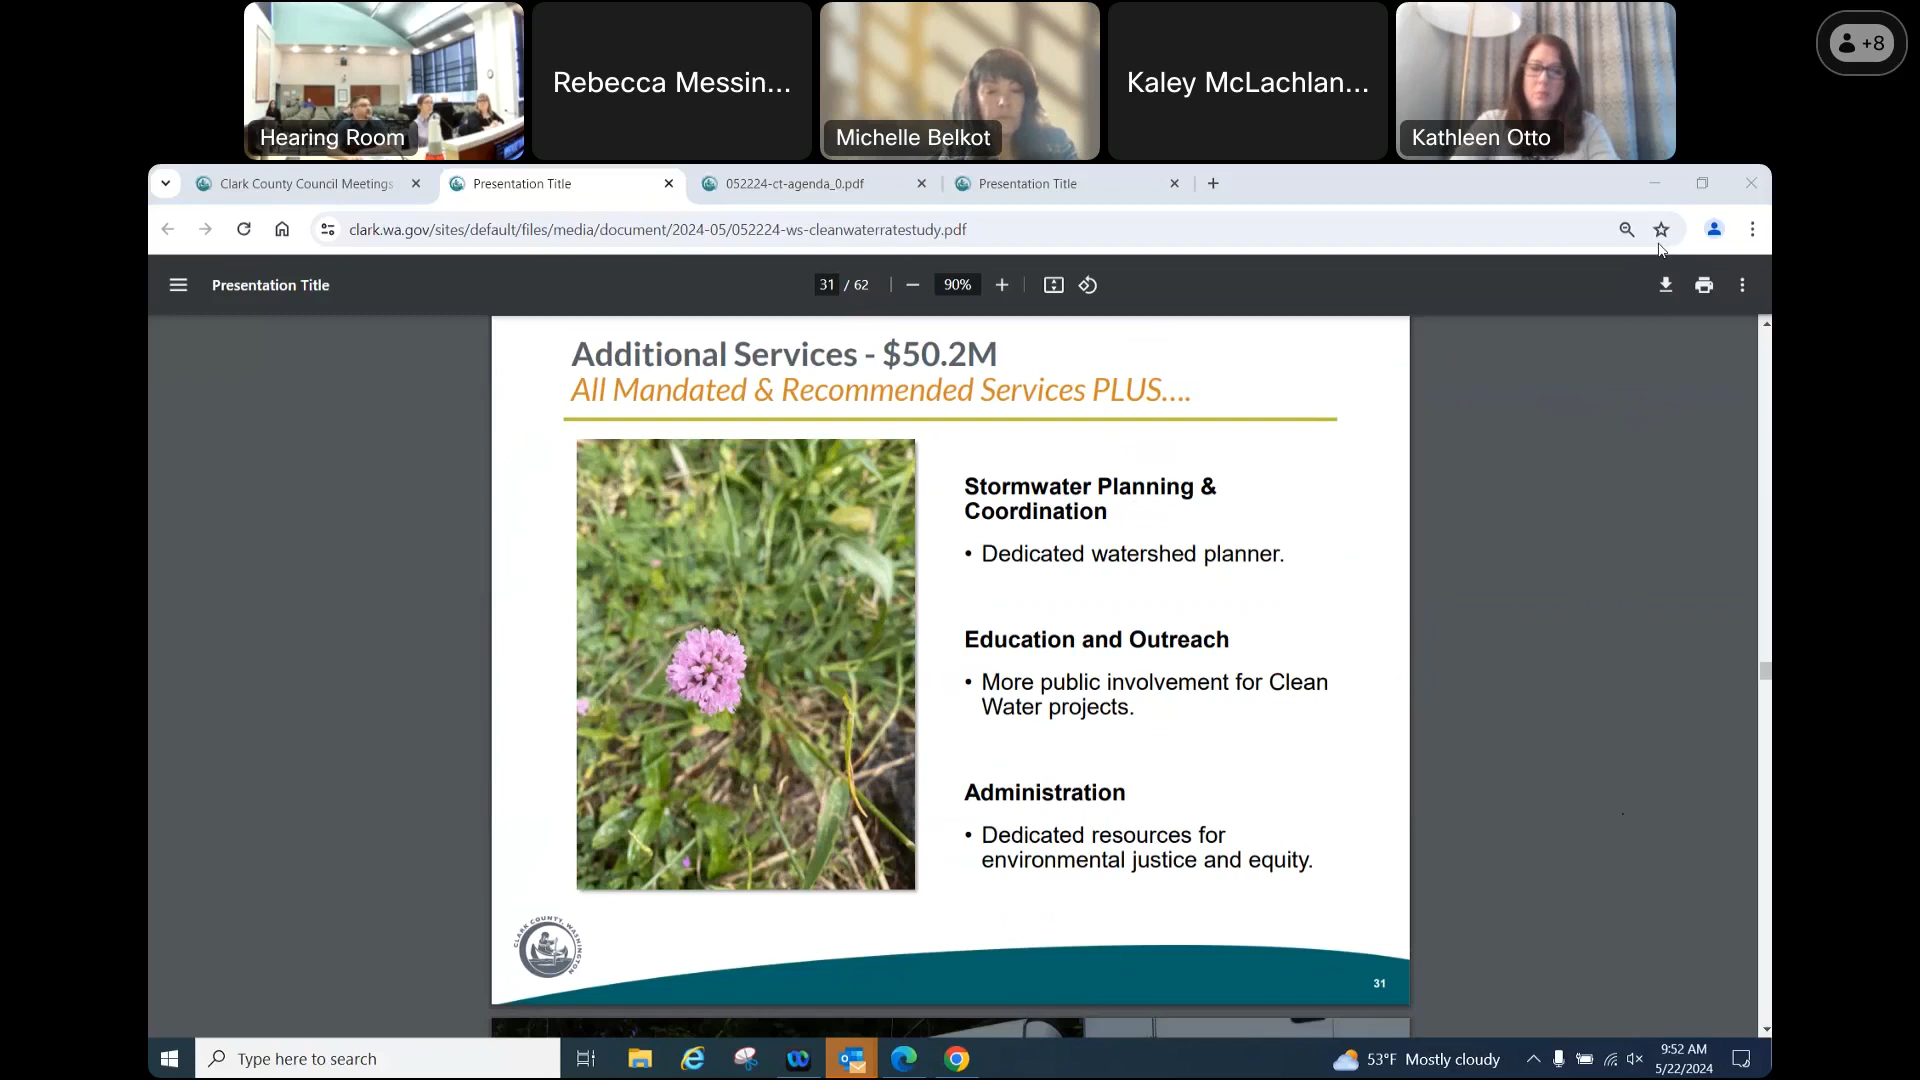 Hearing Room
Rebecca Messin...
Michelle Belkot
Kaley McLachlan...
Kathleen Otto
+8
Clark County Council Meetings
Presentation Title
052224-ct-agenda_0.pdf
Presentation Title
clark.wa.gov/sites/default/files/media/document/2024-05/052224-ws-cleanwaterratestudy.pdf
Presentation Title
31 / 62
90%
Additional Services - $50.2M
All Mandated & Recommended Services PLUS....
Stormwater Planning &
Coordination
• Dedicated watershed planner.
Education and Outreach
• More public involvement for Clean
Water projects.
Administration
• Dedicated resources for
environmental justice and equity.
CLARK COUNTY, WASHINGTON
31
Type here to search
53°F Mostly cloudy
9:52 AM
5/22/2024